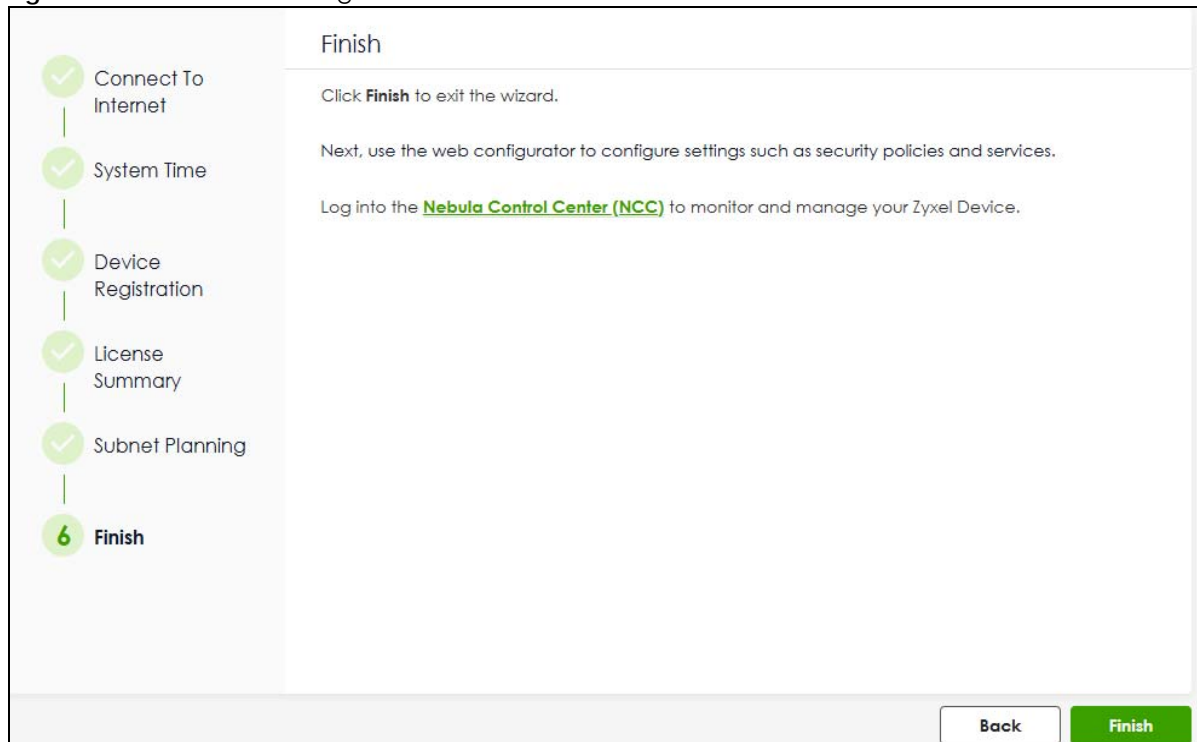 Finish
Connect To
Internet
Click Finish to exit the wizard.
Next, use the web configurator to configure settings such as security policies and services.
System Time
Log into the Nebula Control Center (NCC) to monitor and manage your Zyxel Device.
Device
Registration
License
Summary
Subnet Planning
6 Finish
Back Finish